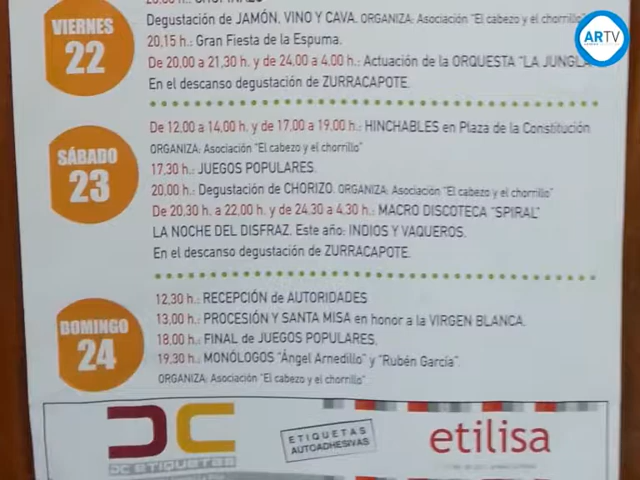 VIERNES
22
Degustación de JAMÓN, VINO Y CAVA. ORGANIZA: Asociación "El cabezo y el chorrillo"
20,15 h.: Gran Fiesta de la Espuma.
De 20,00 a 21,30 h. y de 24,00 a 4,00 h.: Actuación de la ORQUESTA "LA JUNGLA
En el descanso degustación de ZURRACAPOTE.
SÁBADO
23
De 12,00 a 14,00 h. y de 17,00 a 19,00 h.: HINCHABLES en Plaza de la Constitución
ORGANIZA: Asociación "El cabezo y el chorrillo"
17,30 h.: JUEGOS POPULARES.
20,00 h.: Degustación de CHORIZO. ORGANIZA: Asociación "El cabezo y el chorrillo"
De 20,30 a 22,00 h. y de 24,30 a 4,30 h.: MACRO DISCOTECA "SPIRAL"
LA NOCHE DEL DISFRAZ. Este año: INDIOS Y VAQUEROS.
En el descanso degustación de ZURRACAPOTE.
DOMINGO
24
12,30 h.: RECEPCIÓN de AUTORIDADES
13,00 h.: PROCESIÓN Y SANTA MISA en honor a la VIRGEN BLANCA.
18,00 h.: FINAL de JUEGOS POPULARES.
19,30 h.: MONÓLOGOS "Ángel Arnedillo" y "Rubén García".
ORGANIZA: Asociación "El cabezo y el chorrillo"
DC
DC ETIQUETAS
ETIQUETAS
AUTOADHESIVAS
etilisa
ARTV